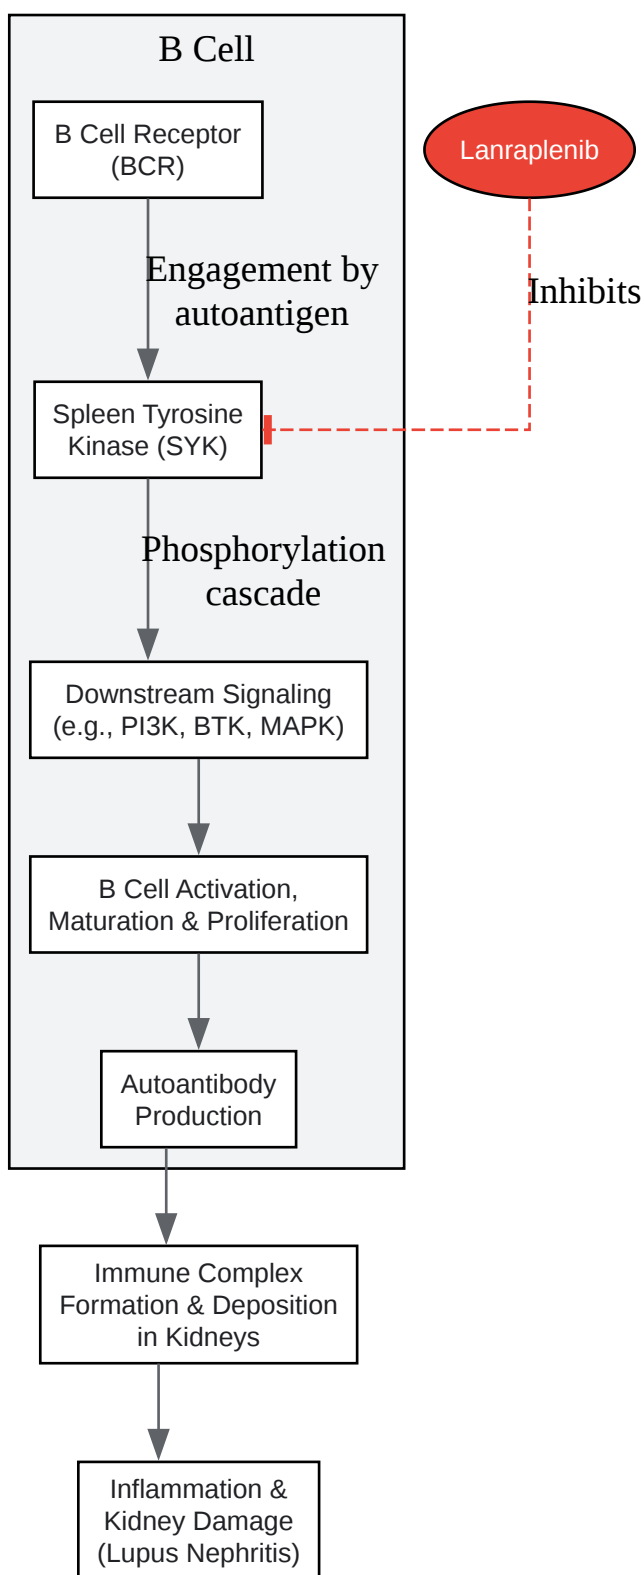 B Cell
B Cell Receptor
(BCR)
Lanraplenib
Engagement by
autoantigen
Inhibits
Spleen Tyrosine
Kinase (SYK)
Phosphorylation
cascade
Downstream Signaling
(e.g., PI3K, BTK, MAPK)
B Cell Activation,
Maturation & Proliferation
Autoantibody
Production
Immune Complex
Formation & Deposition
in Kidneys
Inflammation &
Kidney Damage
(Lupus Nephritis)